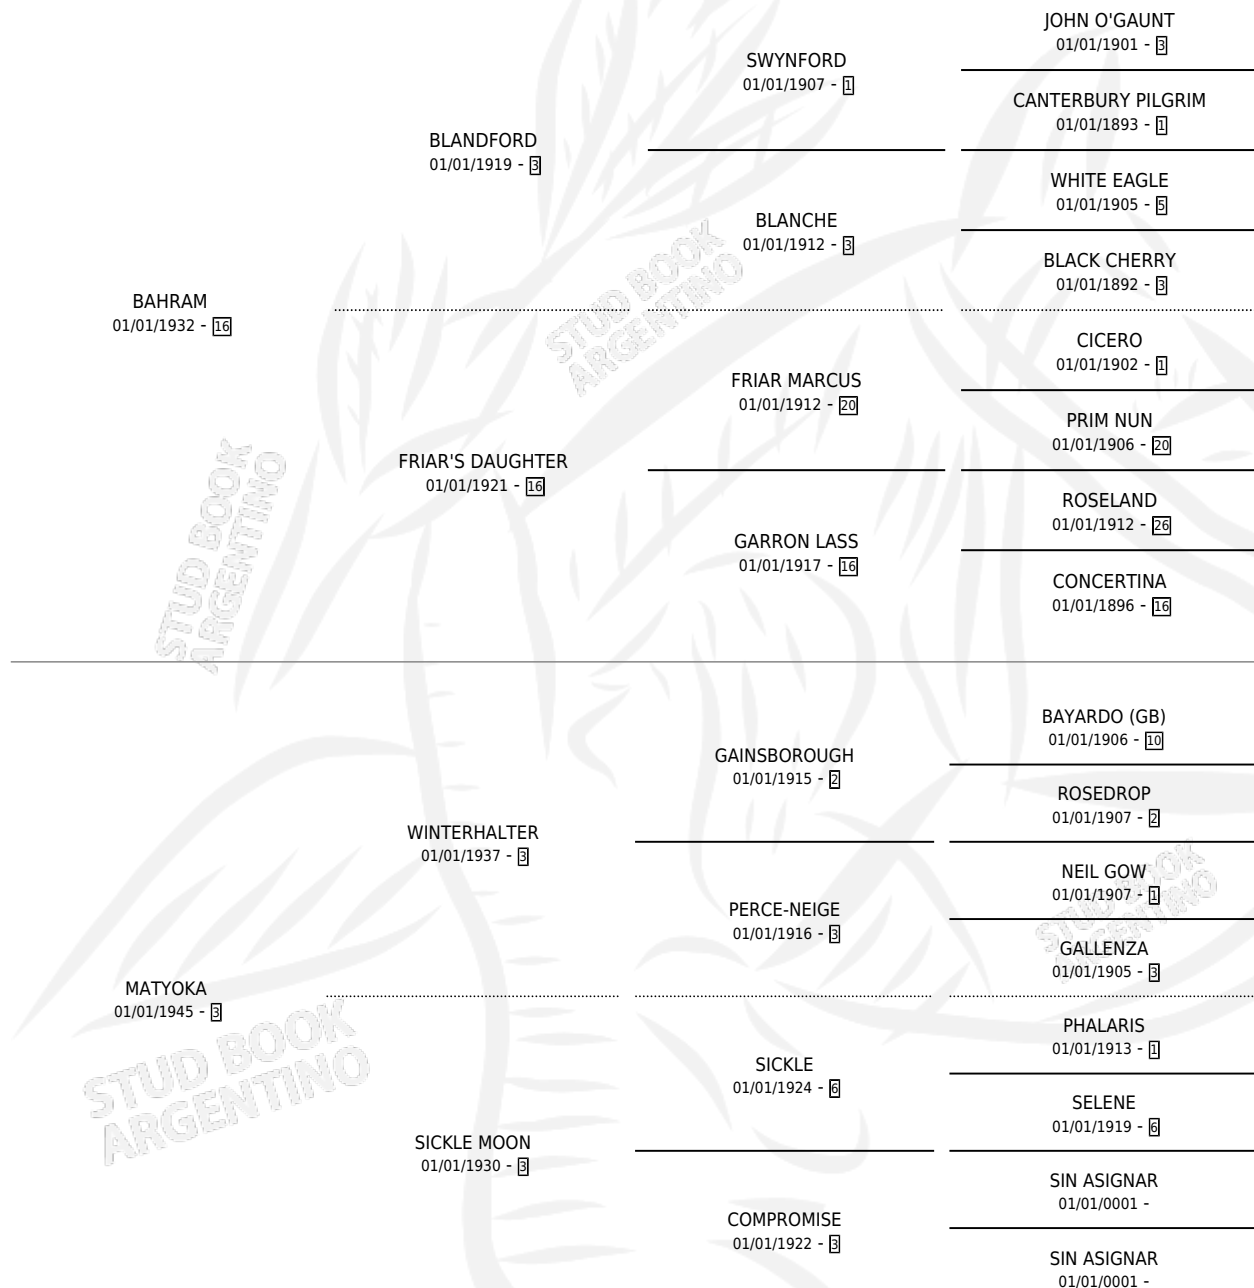 JOHN O'GAUNT
01/01/1901 - 3
SWYNFORD
01/01/1907 - 1
CANTERBURY PILGRIM
01/01/1893 - 1
BLANDFORD
01/01/1919 - 3
WHITE EAGLE
01/01/1905 - 5
BLANCHE
01/01/1912 - 3
BLACK CHERRY
01/01/1892 - 3
BAHRAM
01/01/1932 - 16
STUD BOOK
ARGENTINO
CICERO
01/01/1902 - 1
FRIAR MARCUS
01/01/1912 - 20
PRIM NUN
01/01/1906 - 20
FRIAR'S DAUGHTER
01/01/1921 - 16
ROSELAND
01/01/1912 - 26
GARRON LASS
01/01/1917 - 16
CONCERTINA
01/01/1896 - 16
STUD BOOK
ARGENTINO
BAYARDO (GB)
01/01/1906 - 10
GAINSBOROUGH
01/01/1915 - 2
ROSEDROP
01/01/1907 - 2
WINTERHALTER
01/01/1937 - 3
NEIL GOW
01/01/1907 - 1
PERCE-NEIGE
01/01/1916 - 3
GALLENZA
01/01/1905 - 3
STUD BOOK
ARGENTINO
MATYOKA
01/01/1945 - 3
STUD BOOK
ARGENTINO
PHALARIS
01/01/1913 - 1
SICKLE
01/01/1924 - 6
SELENE
01/01/1919 - 6
SICKLE MOON
01/01/1930 - 3
SIN ASIGNAR
01/01/0001 -
COMPROMISE
01/01/1922 - 3
SIN ASIGNAR
01/01/0001 -